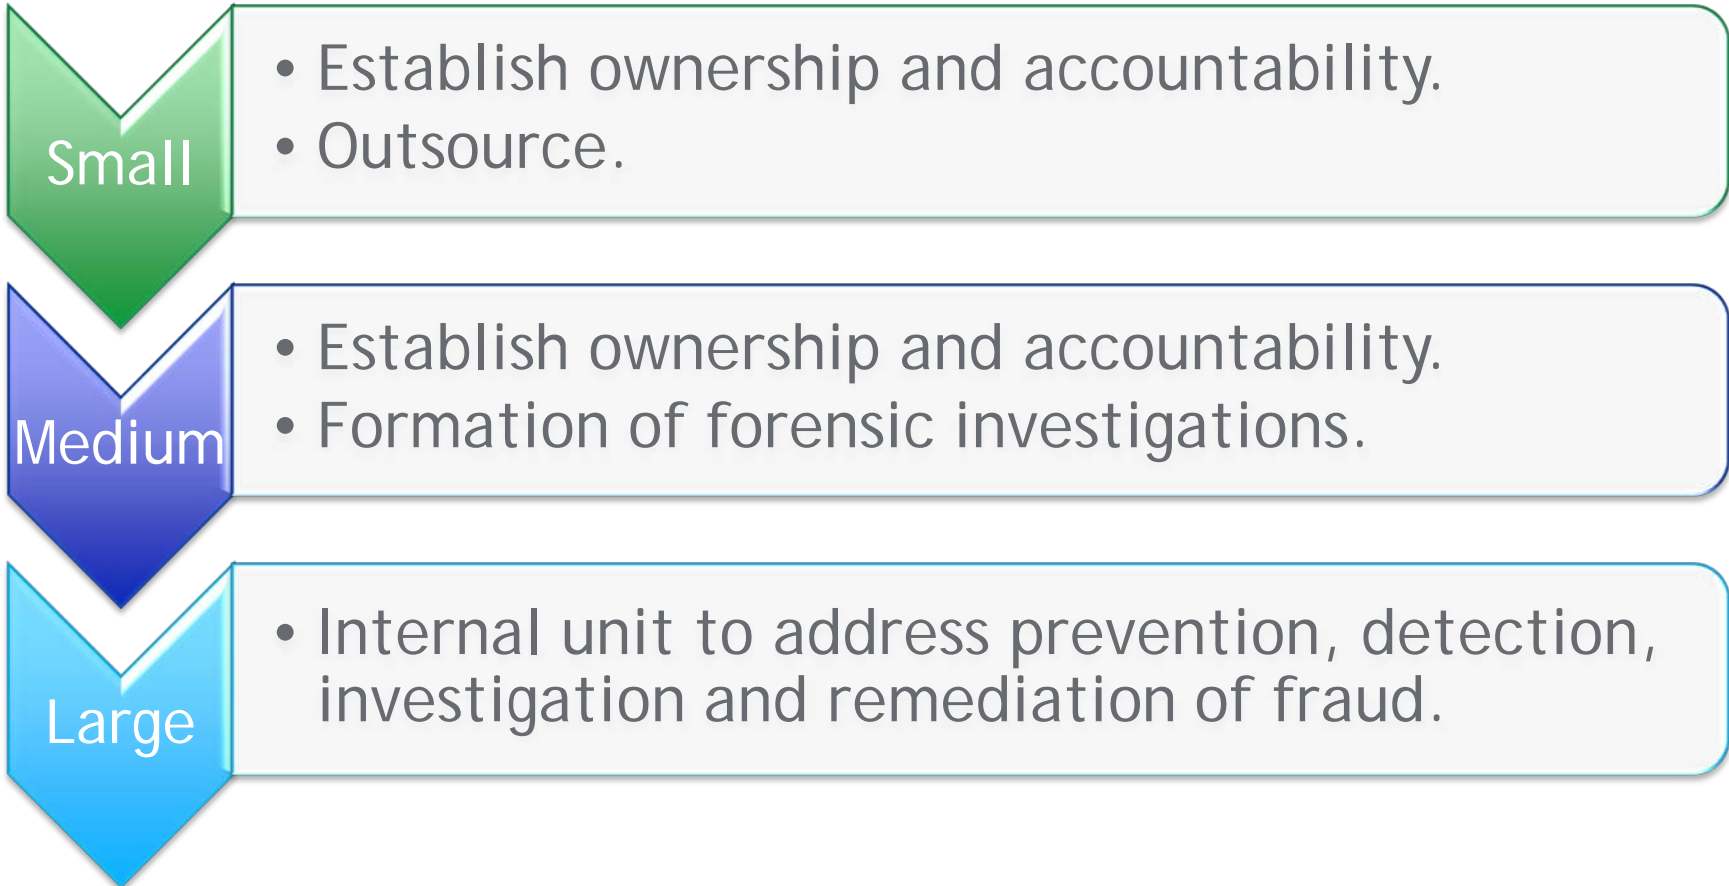 Small
• Establish ownership and accountability.
• Outsource.
Medium
• Establish ownership and accountability.
• Formation of forensic investigations.
Large
• Internal unit to address prevention, detection,
investigation and remediation of fraud.